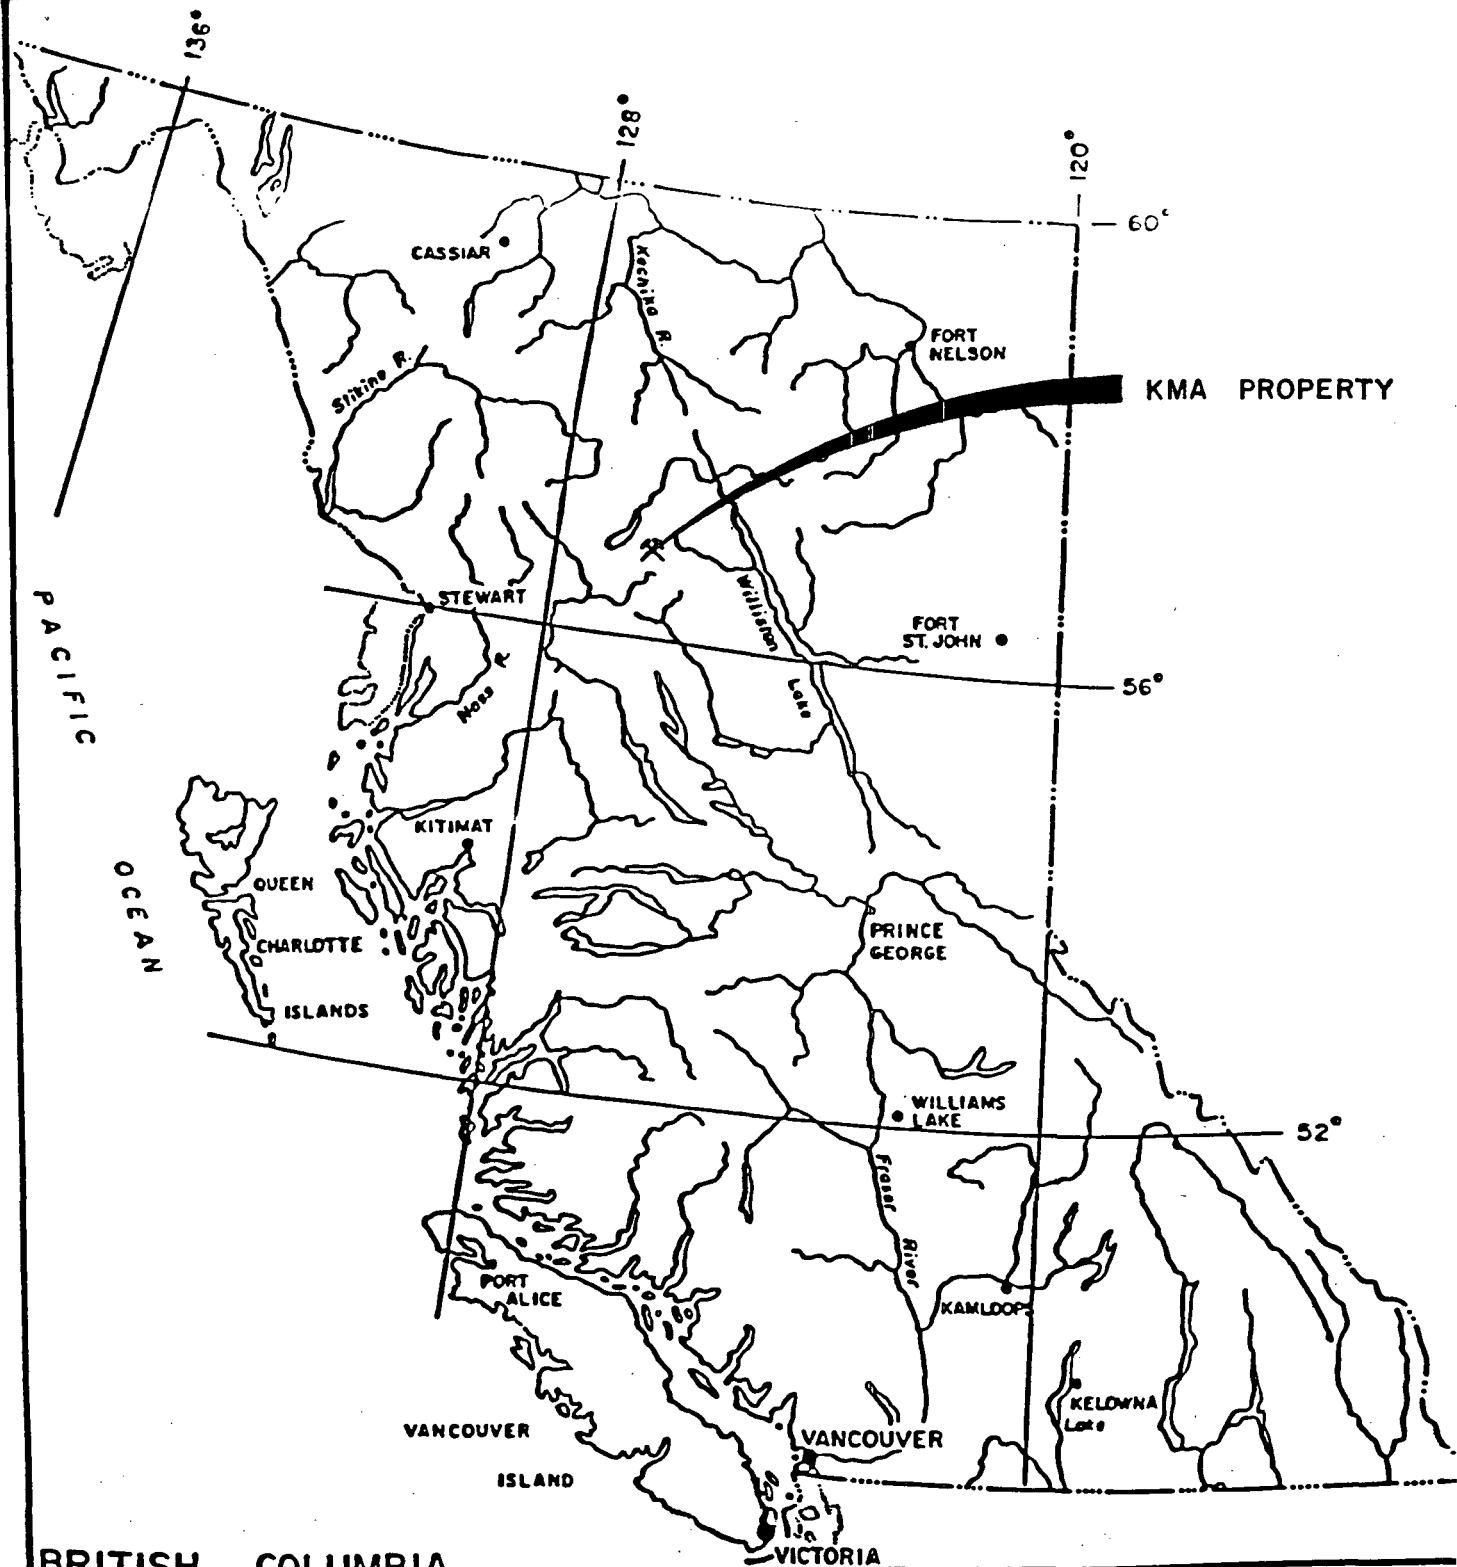 136°
128°
120°
60°
CASSIAR
Kechika R.
FORT
NELSON
KMA PROPERTY
Stikine R.
STEWART
Williston
Lake
FORT
ST. JOHN
56°
Nass R
PACIFIC
OCEAN
KITIMAT
QUEEN
CHARLOTTE
ISLANDS
PRINCE
GEORGE
WILLIAMS
LAKE
52°
Fraser
River
PORT
ALICE
KAMLOOPS
KELOWNA
Lake
VANCOUVER
ISLAND
VANCOUVER
VICTORIA
BRITISH COLUMBIA